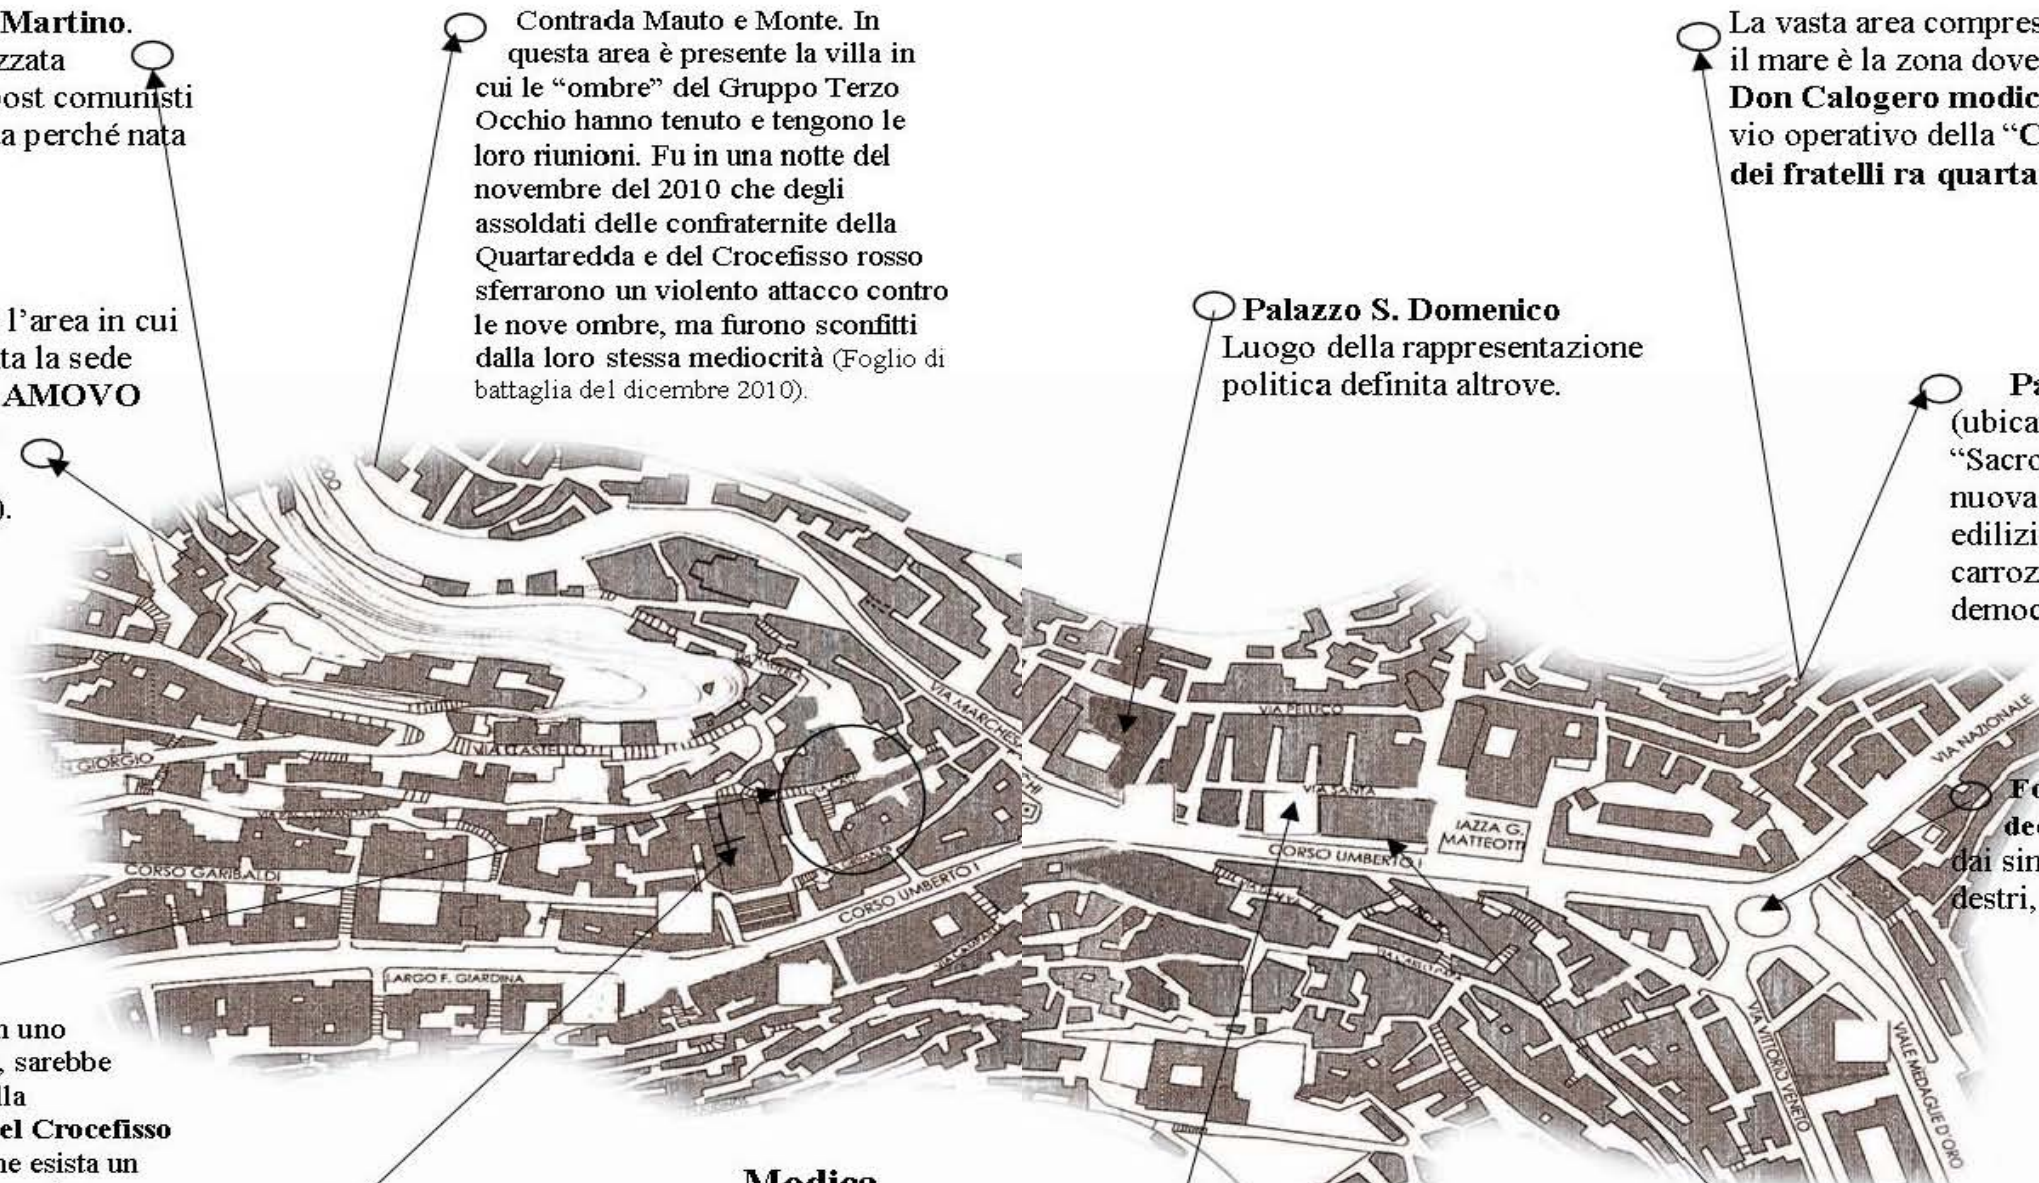 Martino.
zzata
ost comunisti
a perché nata
l’area in cui
ta la sede
AMOVO
).
Contrada Mauto e Monte. In
questa area è presente la villa in
cui le “ombre” del Gruppo Terzo
Occhio hanno tenuto e tengono le
loro riunioni. Fu in una notte del
novembre del 2010 che degli
assoldati delle confraternite della
Quartaredda e del Crocefisso rosso
sferrarono un violento attacco contro
le nove ombre, ma furono sconfitti
dalla loro stessa mediocrità (Foglio di
battaglia del dicembre 2010).
Palazzo S. Domenico
Luogo della rappresentazione
politica definita altrove.
La vasta area compres
il mare è la zona dove
Don Calogero modic
vio operativo della “C
dei fratelli ra quarta
Pa
(ubica
“Sacro
nuova
edilizi
carroz
democ
Fo
dec
dai sin
destri,
GIORGIO
VIA CASTELLO
CORSO GARIBALDI
LARGO F. GIARDINA
CORSO UMBERTO I
VIA MARCHES
VIA CAMPAILLA
VIA PELLICO
VIA SANTA
CORSO UMBERTO I
IAZZA G.
MATTEOTTI
VIA NAZIONALE
VIA VITTORIO VENETO
VIALE MEDAGLIE D'ORO
n uno
, sarebbe
lla
el Crocefisso
ne esista un
Modica